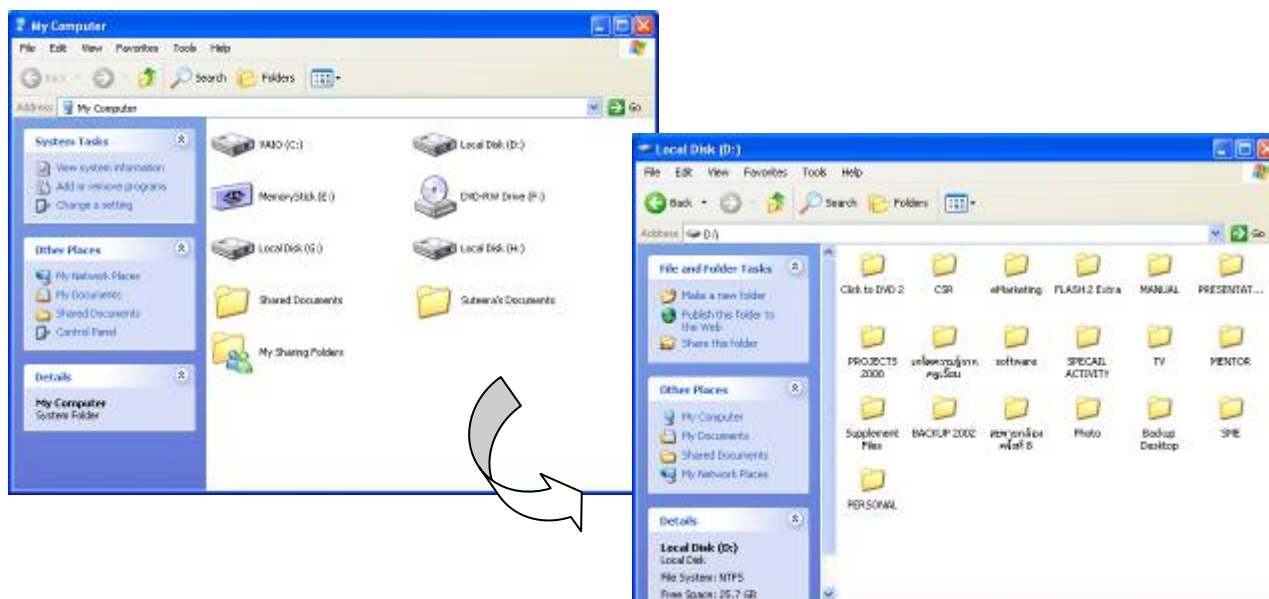 My Computer
File Edit View Favorites Tools Help
Back Search Folders
Address My Computer Go
System Tasks
View system information
Add or remove programs
Change a setting
Other Places
My Network Places
My Documents
Shared Documents
Control Panel
Details
My Computer
System Folder
VAIO (C:) Local Disk (D:)
MemoryStick (E:) DVD-RW Drive (F:)
Local Disk (G:) Local Disk (H:)
Shared Documents Suteera's Documents
My Sharing Folders
Local Disk (D:)
File Edit View Favorites Tools Help
Back Search Folders
Address D:\ Go
File and Folder Tasks
Make a new folder
Publish this folder to
the Web
Share this folder
Other Places
My Computer
My Documents
Shared Documents
My Network Places
Details
Local Disk (D:)
Local Disk
File System: NTFS
Free Space: 25.7 GB
Click to DVD 2 CSR eMarketing FLASH 2 Extra MANUAL PRESENTAT...
PROJECTS software SPECAIL TV MENTOR
ACTIVITY
Supplement BACKUP 2002 Photo Backup SME
Files Desktop
PERSONAL